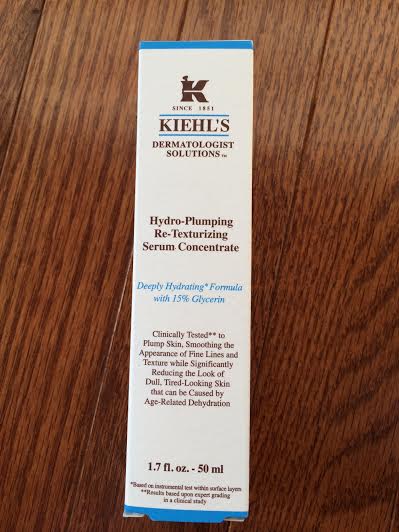 K
SINCE 1851
KIEHL'S
DERMATOLOGIST
SOLUTIONS™
Hydro-Plumping
Re-Texturizing
Serum Concentrate
Deeply Hydrating* Formula
with 15% Glycerin
Clinically Tested** to
Plump Skin, Smoothing the
Appearance of Fine Lines and
Texture while Significantly
Reducing the Look of
Dull, Tired-Looking Skin
that can be Caused by
Age-Related Dehydration
1.7 fl. oz. - 50 ml
*Based on instrumental test within surface layers
**Results based upon expert grading
in a clinical study